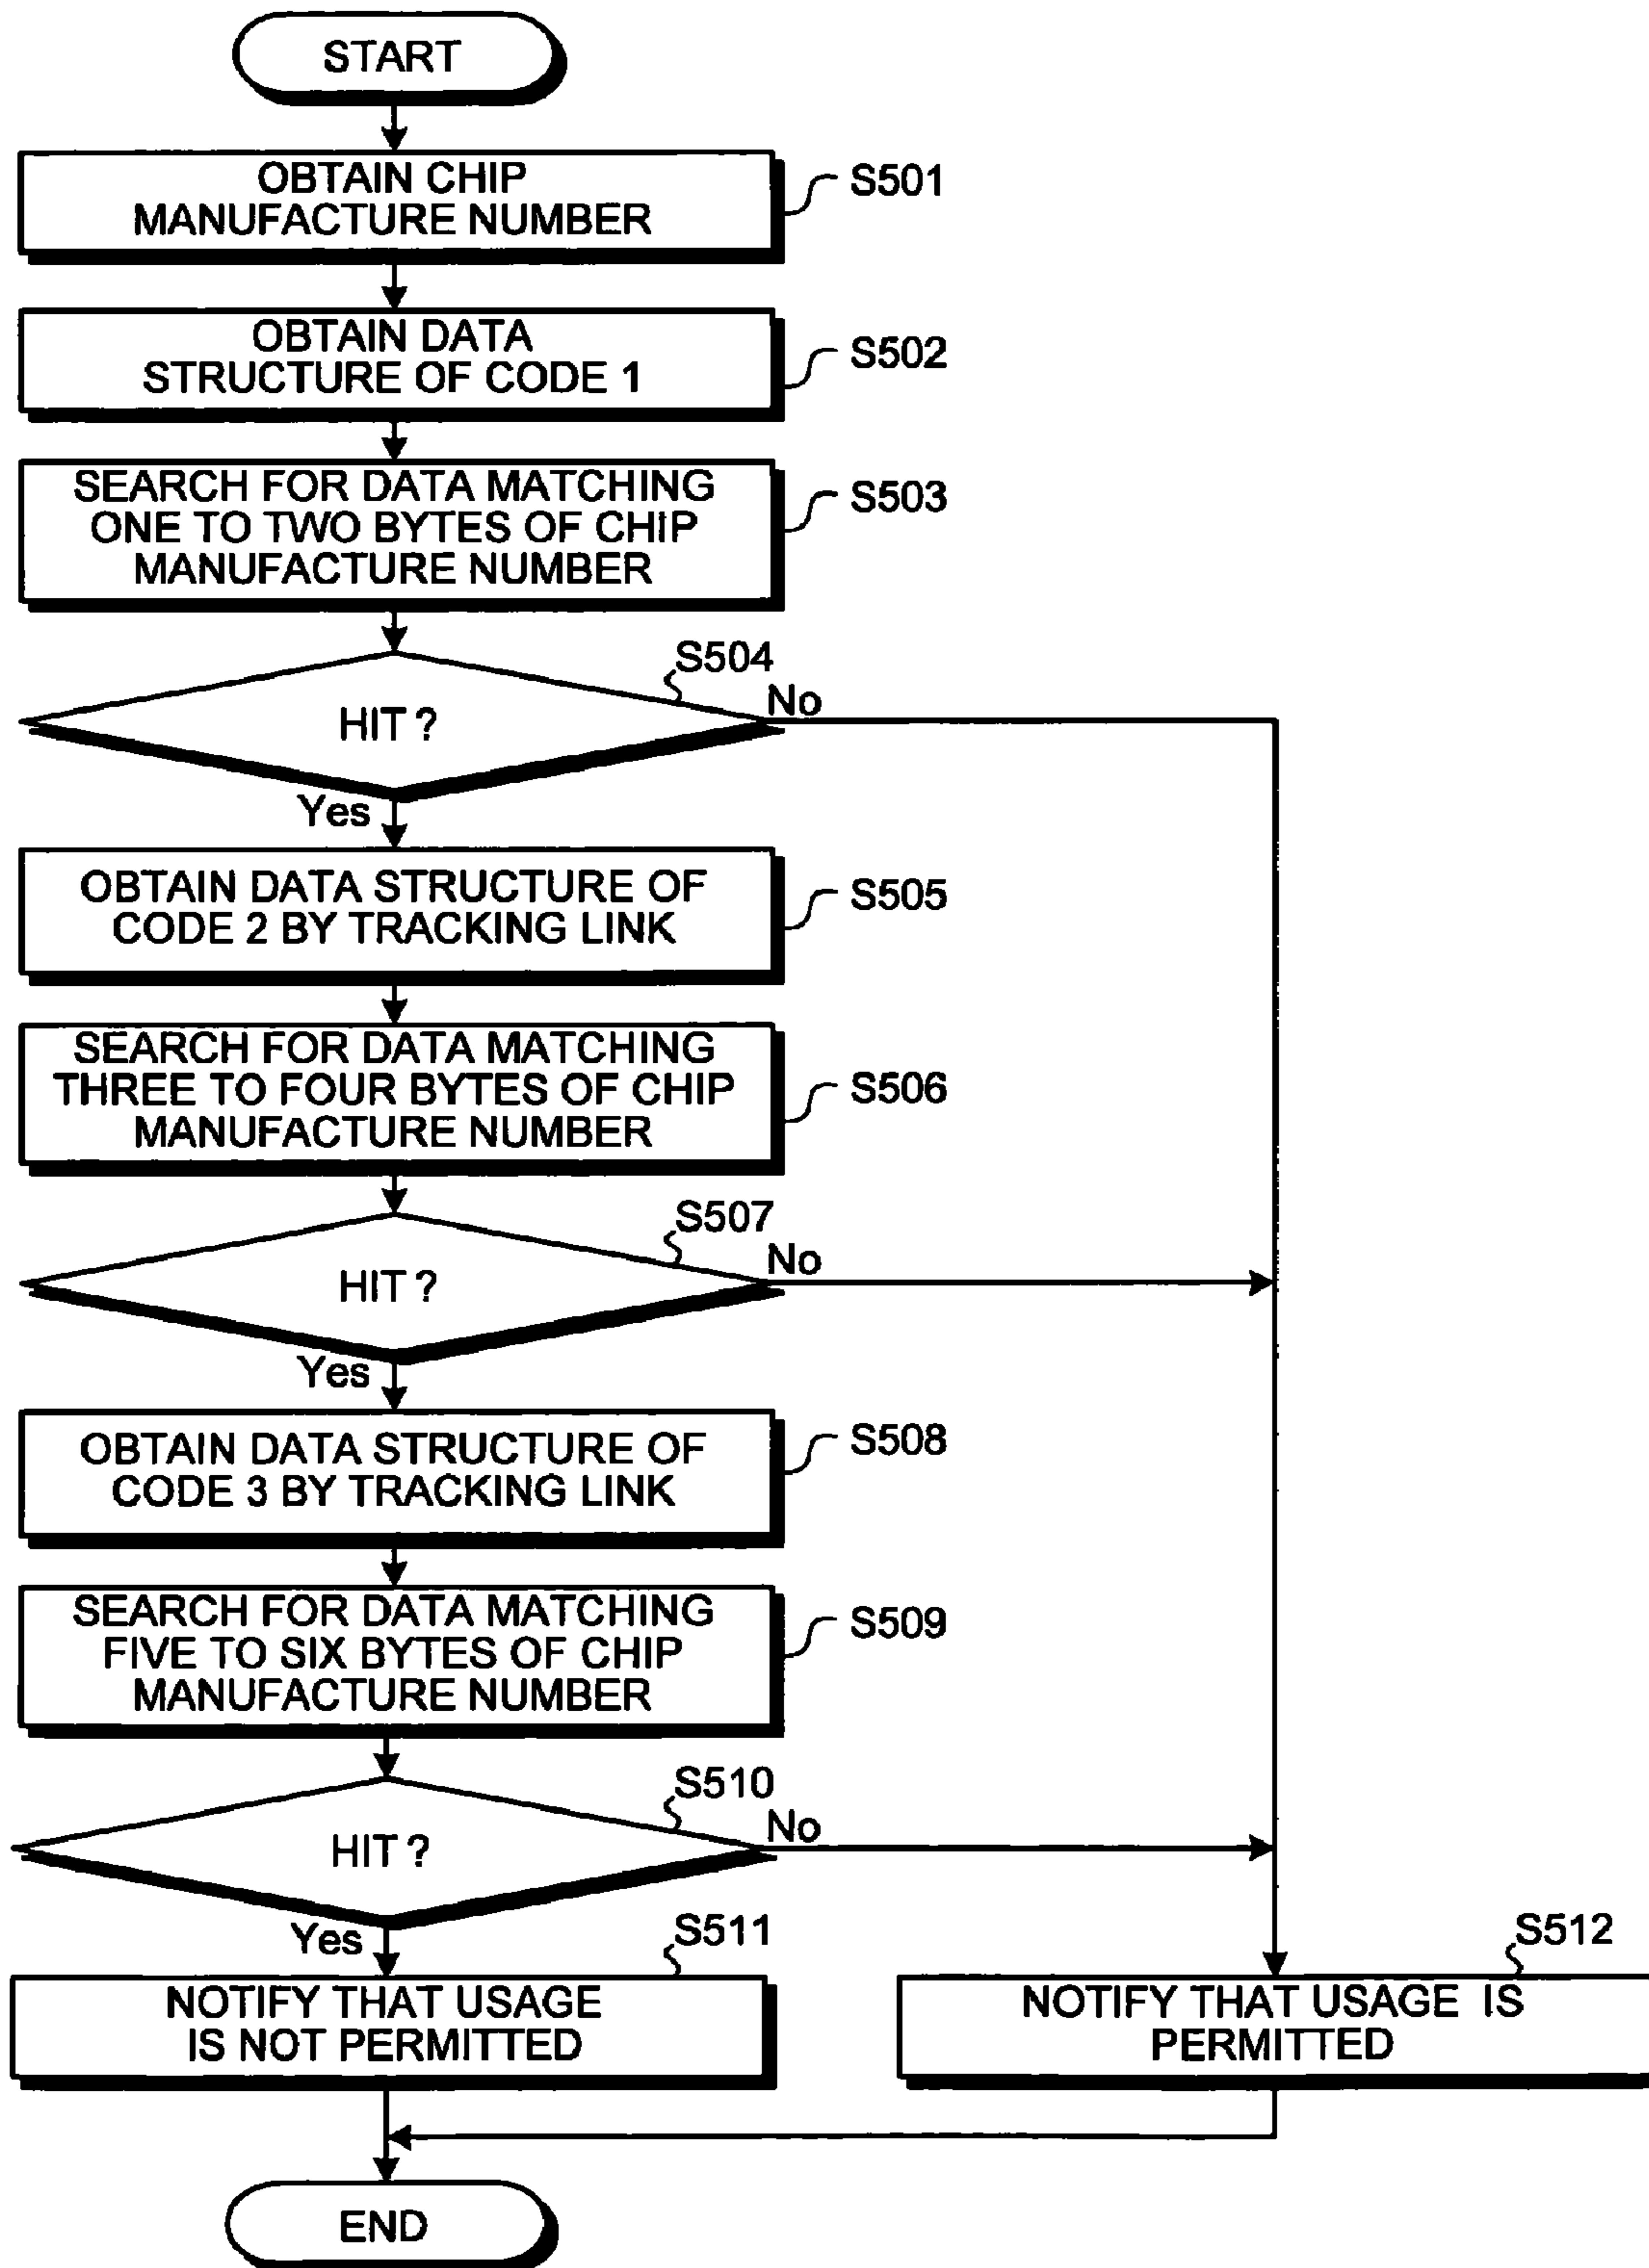 START
OBTAIN CHIP
MANUFACTURE NUMBER
S501
OBTAIN DATA
STRUCTURE OF CODE 1
S502
SEARCH FOR DATA MATCHING
ONE TO TWO BYTES OF CHIP
MANUFACTURE NUMBER
S503
S504
HIT ?
No
Yes
OBTAIN DATA STRUCTURE OF
CODE 2 BY TRACKING LINK
S505
SEARCH FOR DATA MATCHING
THREE TO FOUR BYTES OF CHIP
MANUFACTURE NUMBER
S506
S507
HIT ?
No
Yes
OBTAIN DATA STRUCTURE OF
CODE 3 BY TRACKING LINK
S508
SEARCH FOR DATA MATCHING
FIVE TO SIX BYTES OF CHIP
MANUFACTURE NUMBER
S509
S510
HIT ?
No
Yes
S511
NOTIFY THAT USAGE
IS NOT PERMITTED
S512
NOTIFY THAT USAGE IS
PERMITTED
END